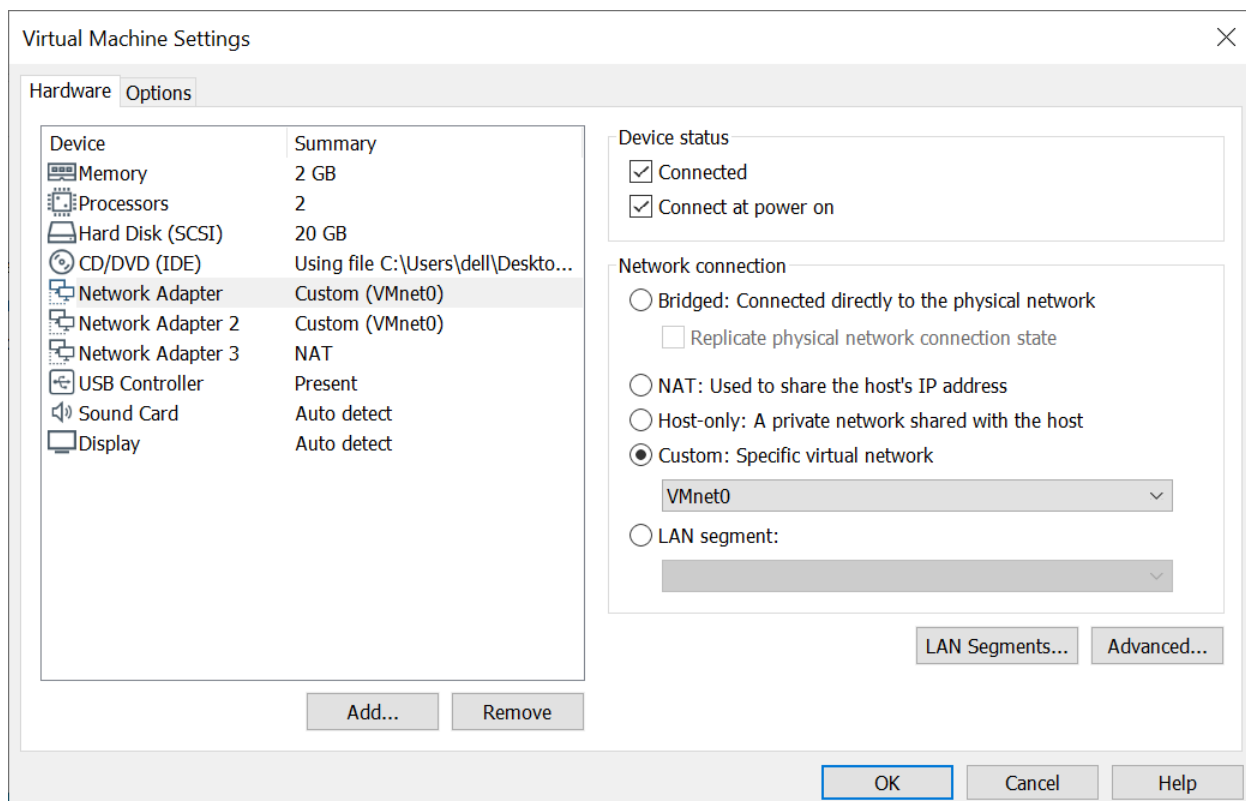 Virtual Machine Settings
Hardware Options
Device Summary
Memory 2 GB
Processors 2
Hard Disk (SCSI) 20 GB
CD/DVD (IDE) Using file C:\Users\dell\Deskto...
Network Adapter Custom (VMnet0)
Network Adapter 2 Custom (VMnet0)
Network Adapter 3 NAT
USB Controller Present
Sound Card Auto detect
Display Auto detect
Add... Remove
Device status
Connected
Connect at power on
Network connection
Bridged: Connected directly to the physical network
Replicate physical network connection state
NAT: Used to share the host's IP address
Host-only: A private network shared with the host
Custom: Specific virtual network
VMnet0
LAN segment:
LAN Segments... Advanced...
OK Cancel Help